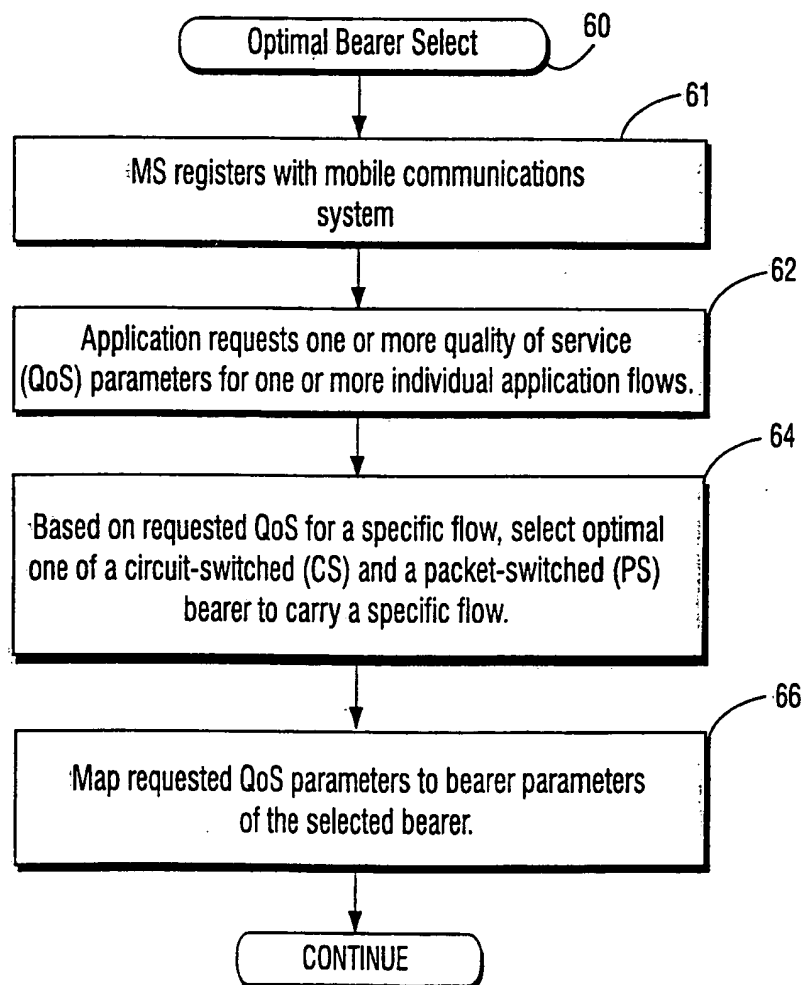 Optimal Bearer Select
60
61
MS registers with mobile communications
system
62
Application requests one or more quality of service
(QoS) parameters for one or more individual application flows.
64
Based on requested QoS for a specific flow, select optimal
one of a circuit-switched (CS) and a packet-switched (PS)
bearer to carry a specific flow.
66
Map requested QoS parameters to bearer parameters
of the selected bearer.
CONTINUE